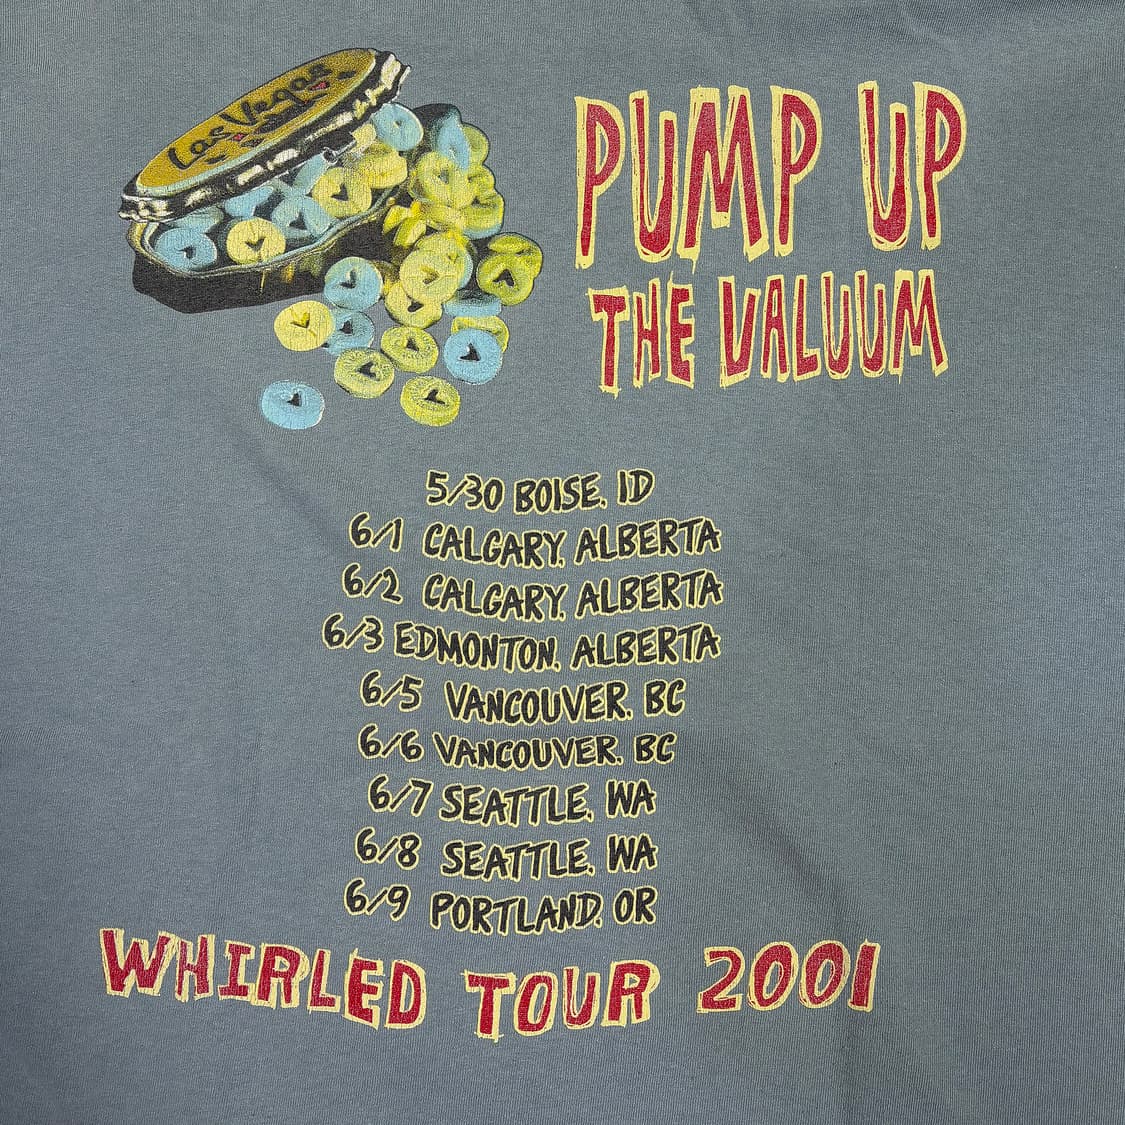 Las Vegas
PUMP UP
THE VALUUM
5/30 BOISE, ID
6/1 CALGARY, ALBERTA
6/2 CALGARY, ALBERTA
6/3 EDMONTON, ALBERTA
6/5 VANCOUVER, BC
6/6 VANCOUVER, BC
6/7 SEATTLE, WA
6/8 SEATTLE, WA
6/9 PORTLAND, OR
WHIRLED TOUR 2001